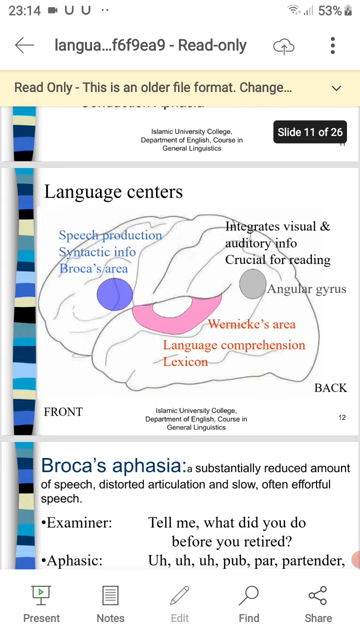 23:14 U U ··
53%
langua...f6f9ea9 - Read-only
Read Only - This is an older file format. Change...
Conduction Aphasia
Islamic University College,
Department of English, Course in
General Linguistics
11
Slide 11 of 26
Language centers
Speech production
Syntactic info
Broca's area
Integrates visual &
auditory info
Crucial for reading
Angular gyrus
Wernicke's area
Language comprehension
Lexicon
BACK
FRONT
Islamic University College,
Department of English, Course in
General Linguistics
12
Broca's aphasia:a substantially reduced amount
of speech, distorted articulation and slow, often effortful
speech.
•Examiner: Tell me, what did you do
before you retired?
•Aphasic: Uh, uh, uh, pub, par, partender,
Present
Notes
Edit
Find
Share